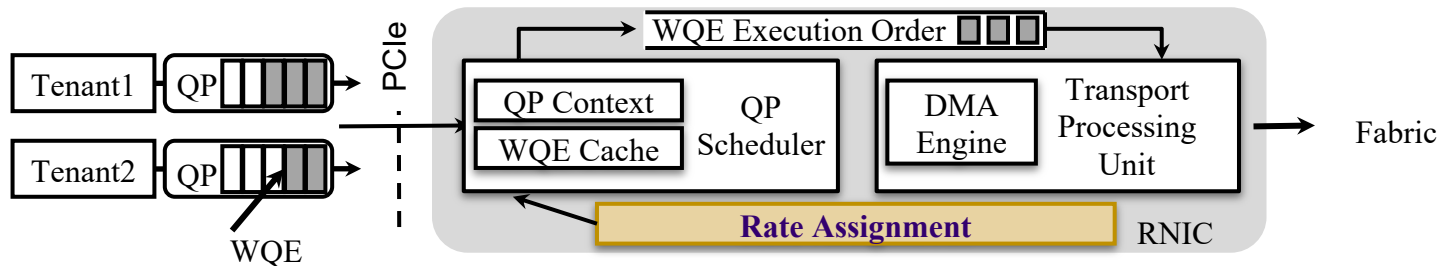 WQE Execution Order
PCIe
Tenant1
QP
QP Context
WQE Cache
QP
Scheduler
DMA
Engine
Transport
Processing
Unit
Fabric
Tenant2
QP
WQE
Rate Assignment
RNIC